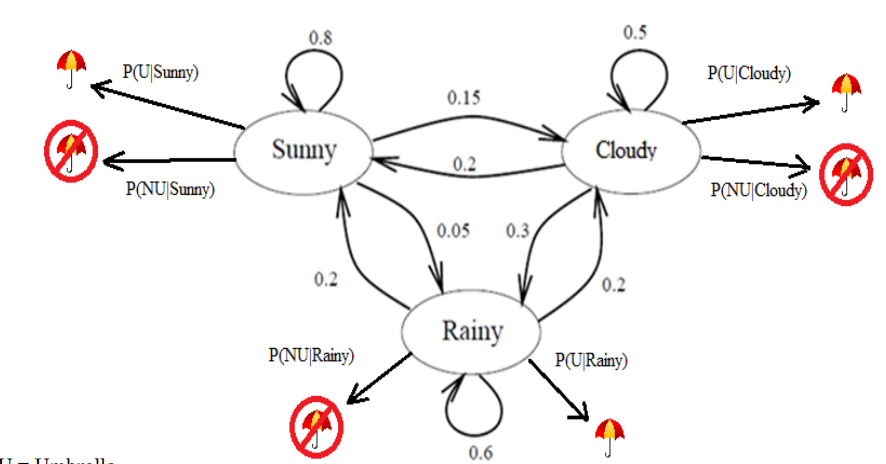 0.8
0.5
P(U|Sunny)
P(U|Cloudy)
0.15
Sunny
Cloudy
0.2
P(NU|Sunny)
P(NU|Cloudy)
0.05
0.3
0.2
0.2
Rainy
P(NU|Rainy)
P(U|Rainy)
0.6